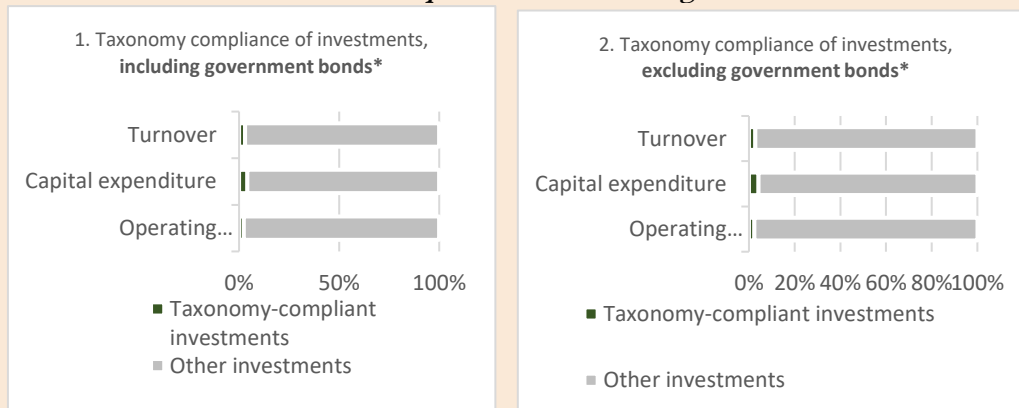 1. Taxonomy compliance of investments,
including government bonds*
Turnover
Capital expenditure
Operating...
0% 50% 100%
Taxonomy-compliant
investments
Other investments
2. Taxonomy compliance of investments,
excluding government bonds*
Turnover
Capital expenditure
Operating...
0% 20% 40% 60% 80%100%
Taxonomy-compliant investments
Other investments